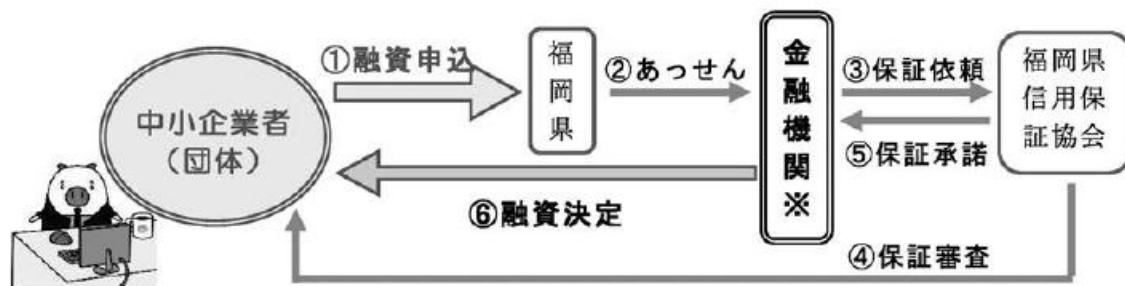 中小企業者
（団体）
①融資申込
福
岡
県
②あっせん
金
融
機
関
※
③保証依頼
福岡県
信用保
証協会
⑤保証承諾
⑥融資決定
④保証審査